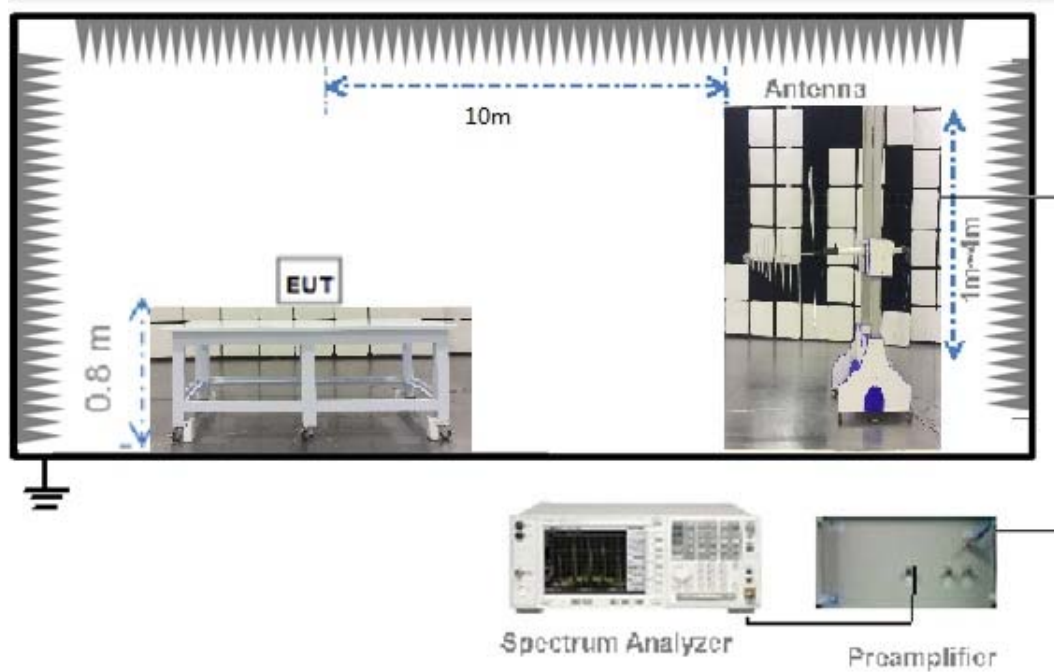 Antenna
10m
1m~4m
EUT
0.8 m
Spectrum Analyzer
Preamplifier